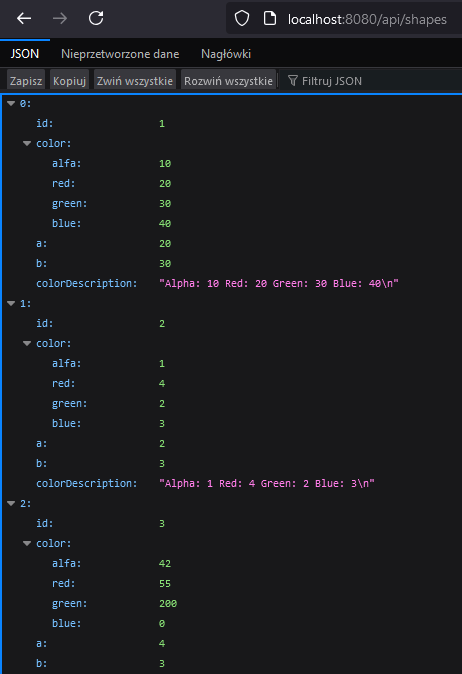 localhost:8080/api/shapes
JSON Nieprzetworzone dane Nagłówki
Zapisz Kopiuj Zwiń wszystkie Rozwiń wszystkie Filtruj JSON
0:
id: 1
color:
alfa: 10
red: 20
green: 30
blue: 40
a: 20
b: 30
colorDescription: "Alpha: 10 Red: 20 Green: 30 Blue: 40\n"
1:
id: 2
color:
alfa: 1
red: 4
green: 2
blue: 3
a: 2
b: 3
colorDescription: "Alpha: 1 Red: 4 Green: 2 Blue: 3\n"
2:
id: 3
color:
alfa: 42
red: 55
green: 200
blue: 0
a: 4
b: 3